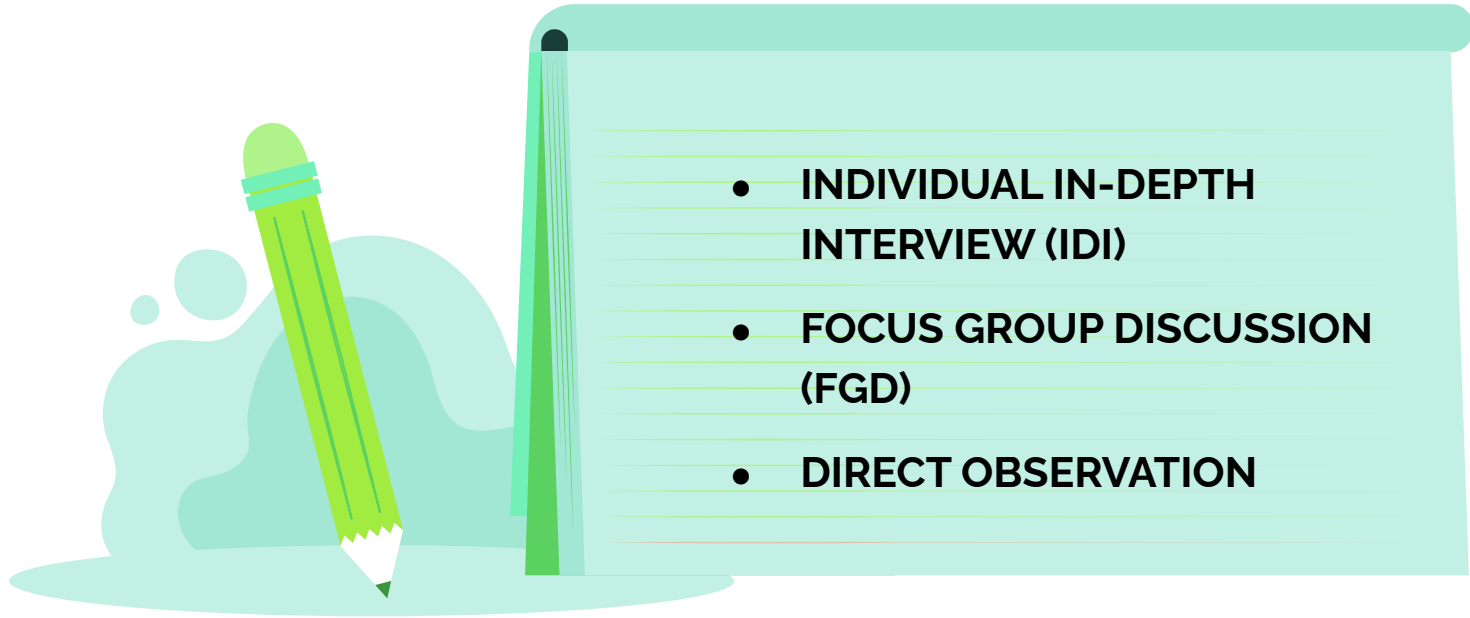 ● INDIVIDUAL IN-DEPTH
INTERVIEW (IDI)
● FOCUS GROUP DISCUSSION
(FGD)
● DIRECT OBSERVATION